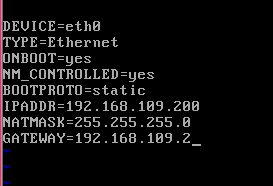 DEVICE=eth0
TYPE=Ethernet
ONBOOT=yes
NM_CONTROLLED=yes
BOOTPROTO=static
IPADDR=192.168.109.200
NATMASK=255.255.255.0
GATEWAY=192.168.109.2_
~
~